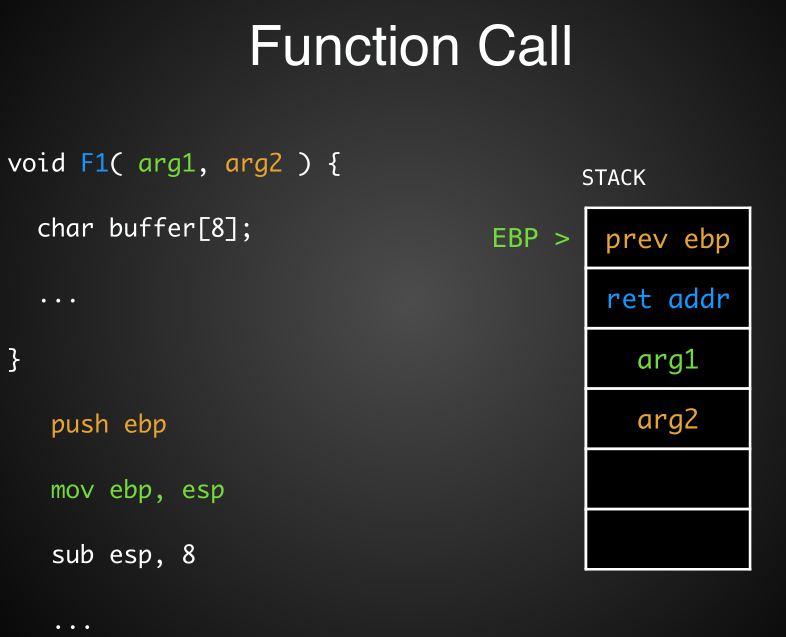 Function Call
void F1( arg1, arg2 ) {
char buffer[8];
...
}
push ebp
mov ebp, esp
sub esp, 8
...
STACK
EBP >
prev ebp
ret addr
arg1
arg2